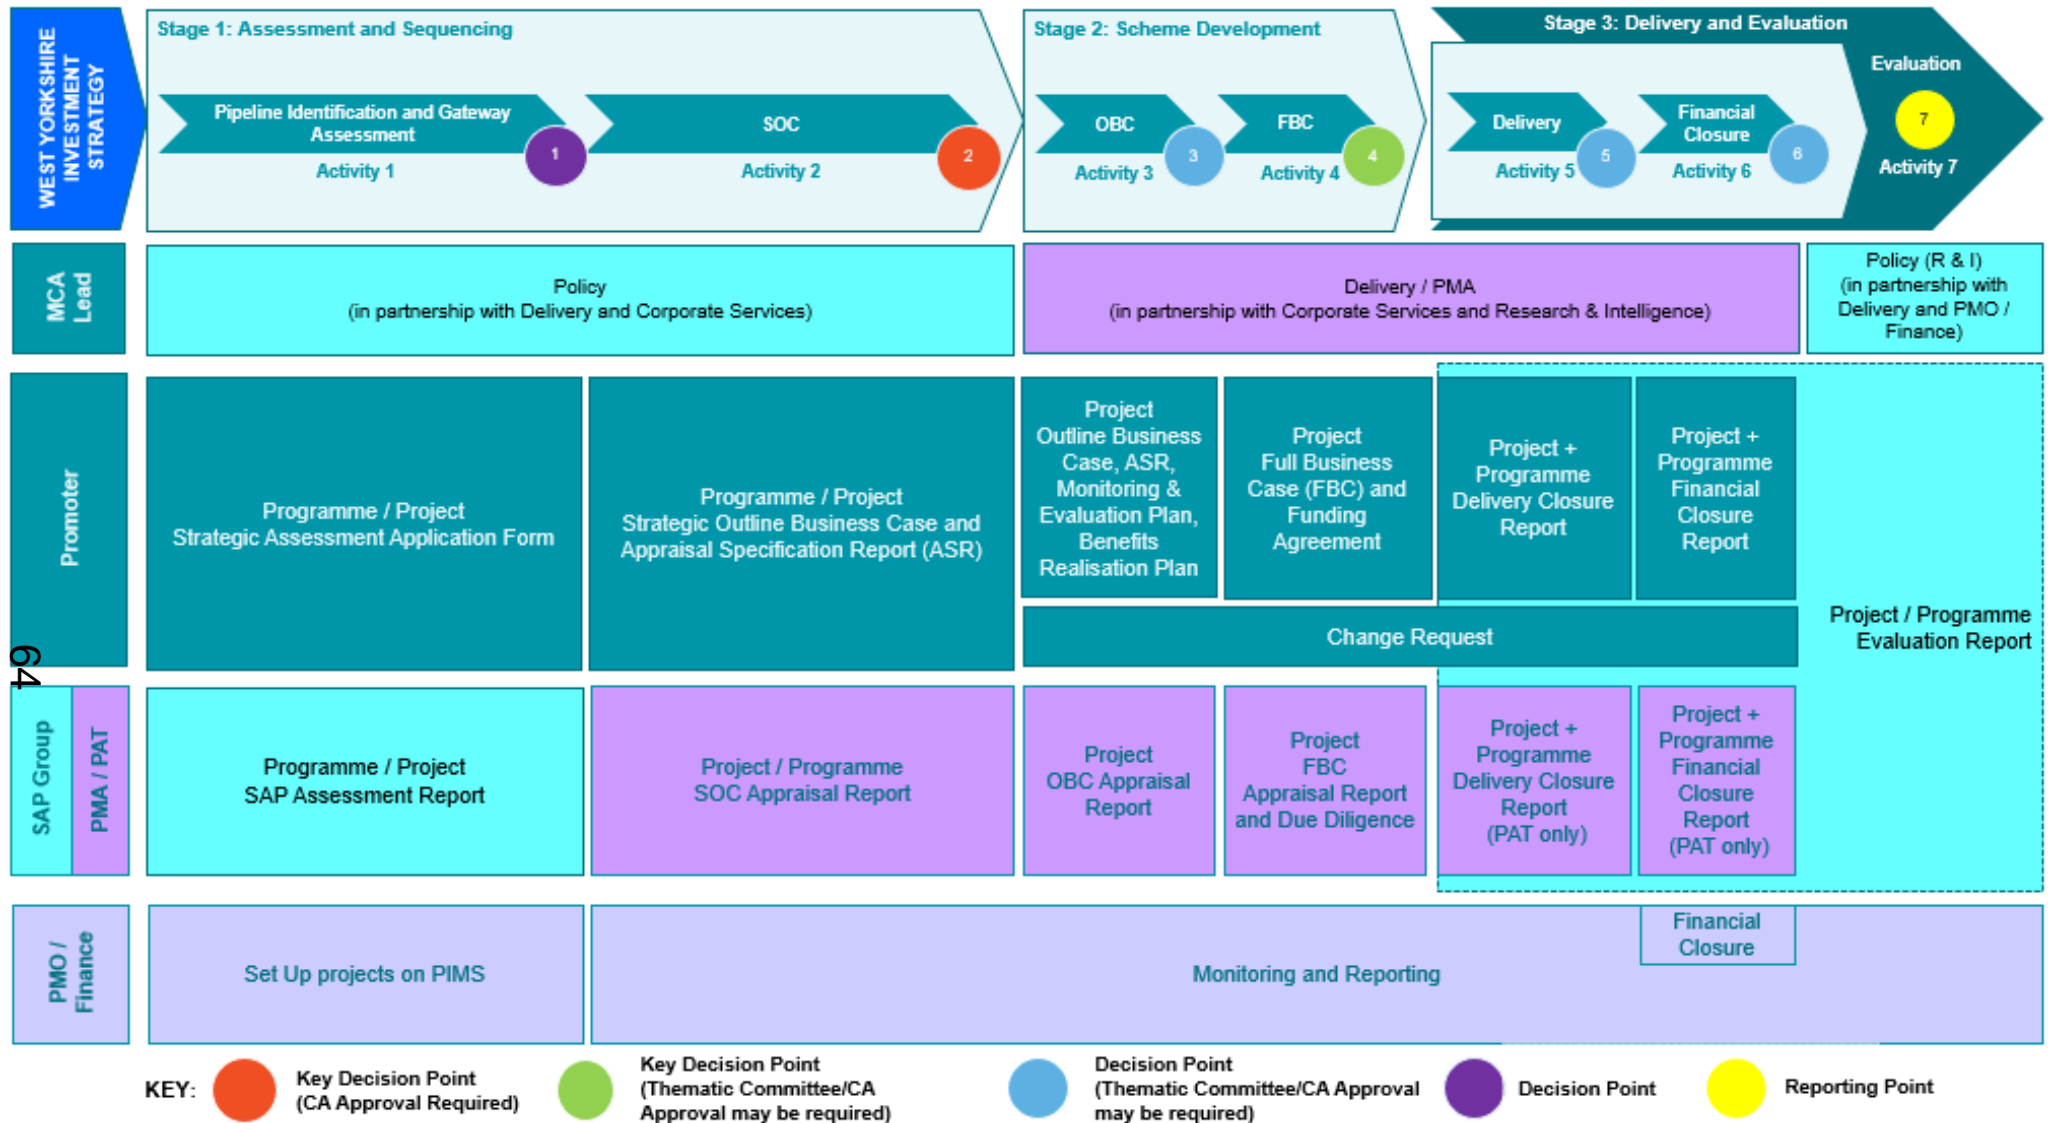 WEST YORKSHIRE
INVESTMENT
STRATEGY
Stage 1: Assessment and Sequencing
Pipeline Identification and Gateway
Assessment
1
Activity 1
SOC
2
Activity 2
Stage 2: Scheme Development
OBC
3
Activity 3
FBC
4
Activity 4
Stage 3: Delivery and Evaluation
Delivery
5
Activity 5
Financial
Closure
6
Activity 6
Evaluation
7
Activity 7
MCA
Lead
Policy
(in partnership with Delivery and Corporate Services)
Delivery / PMA
(in partnership with Corporate Services and Research & Intelligence)
Policy (R & I)
(in partnership with
Delivery and PMO /
Finance)
Promoter
Programme / Project
Strategic Assessment Application Form
Programme / Project
Strategic Outline Business Case and
Appraisal Specification Report (ASR)
Project
Outline Business
Case, ASR,
Monitoring &
Evaluation Plan,
Benefits
Realisation Plan
Project
Full Business
Case (FBC) and
Funding
Agreement
Project +
Programme
Delivery Closure
Report
Project +
Programme
Financial
Closure
Report
Change Request
Project / Programme
Evaluation Report
64
SAP Group
PMA / PAT
Programme / Project
SAP Assessment Report
Project / Programme
SOC Appraisal Report
Project
OBC Appraisal
Report
Project
FBC
Appraisal Report
and Due Diligence
Project +
Programme
Delivery Closure
Report
(PAT only)
Project +
Programme
Financial
Closure
Report
(PAT only)
PMO /
Finance
Set Up projects on PIMS
Monitoring and Reporting
Financial
Closure
KEY:
Key Decision Point
(CA Approval Required)
Key Decision Point
(Thematic Committee/CA
Approval may be required)
Decision Point
(Thematic Committee/CA Approval
may be required)
Decision Point
Reporting Point